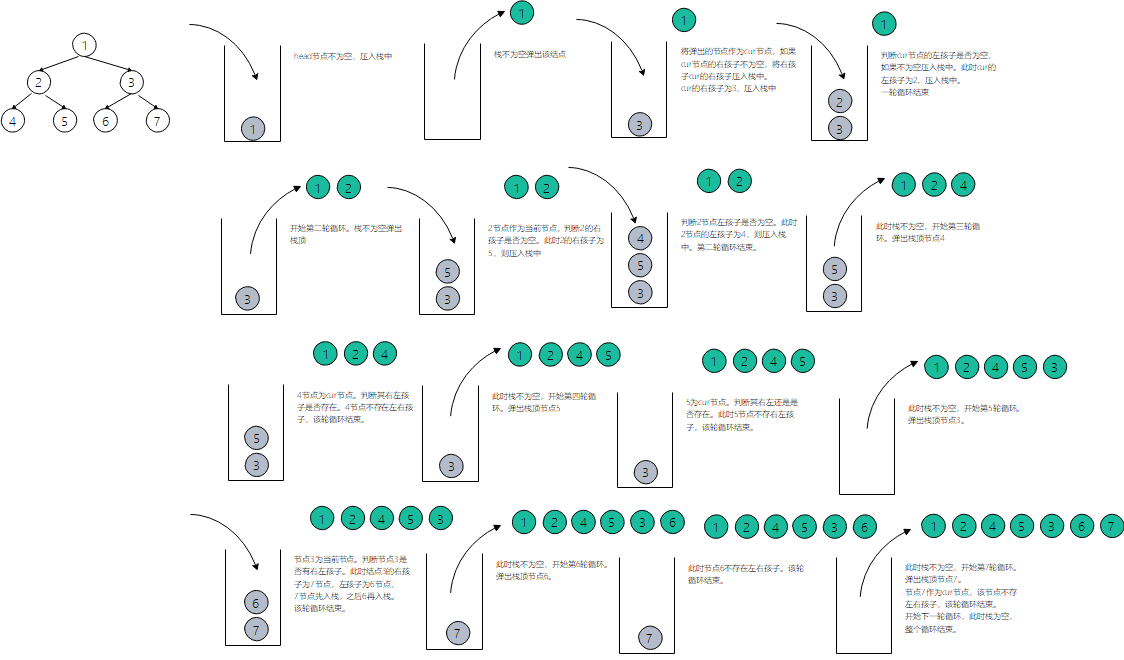 1
2 3
4 5 6 7
1
head节点不为空，压入栈中
1
栈不为空弹出该结点
1
3
将弹出的节点作为cur节点，如果
cur节点的右孩子不为空，将右孩
子cur的右孩子压入栈中。
cur的右孩子为3，压入栈中
1
2
3
判断cur节点的左孩子是否为空，
如果不为空压入栈中。此时cur的
左孩子为2，压入栈中。
一轮循环结束
1 2
3
开始第二轮循环。栈不为空弹出
栈顶
1 2
5
3
2节点作为当前节点，判断2的右
孩子是否为空。此时2的右孩子为
5，则压入栈中
1 2
4
5
3
判断2节点左孩子是否为空。此时
2节点的左孩子为4，则压入栈
中。第二轮循环结束。
1 2 4
5
3
此时栈不为空，开始第三轮循
环。弹出栈顶节点4
1 2 4
5
3
4节点为cur节点。判断其右左孩
子是否存在。4节点不存在左右孩
子，该轮循环结束。
1 2 4 5
3
此时栈不为空，开始第四轮循
环。弹出栈顶节点5
1 2 4 5
3
5为cur节点。判断其右左还是是
否存在。此时5节点不存右左孩
子，该轮循环结束。
1 2 4 5 3
此时栈不为空，开始第5轮循环。
弹出栈顶节点3。
1 2 4 5 3
6
7
节点3为当前节点。判断节点3是
否有右左孩子。此时结点3的右孩
子为7节点，左孩子为6节点，
7节点先入栈，之后6再入栈。
该轮循环结束。
1 2 4 5 3 6
7
此时栈不为空，开始第6轮循环。
弹出栈顶节点6。
1 2 4 5 3 6
7
此时节点6不存在左右孩子。该轮
循环结束。
1 2 4 5 3 6 7
此时栈不为空，开始第7轮循环。
弹出栈顶节点7。
节点7作为cur节点，该节点不存
左右孩子，该轮循环结束。
开始下一轮循环，此时栈为空，
整个循环结束。